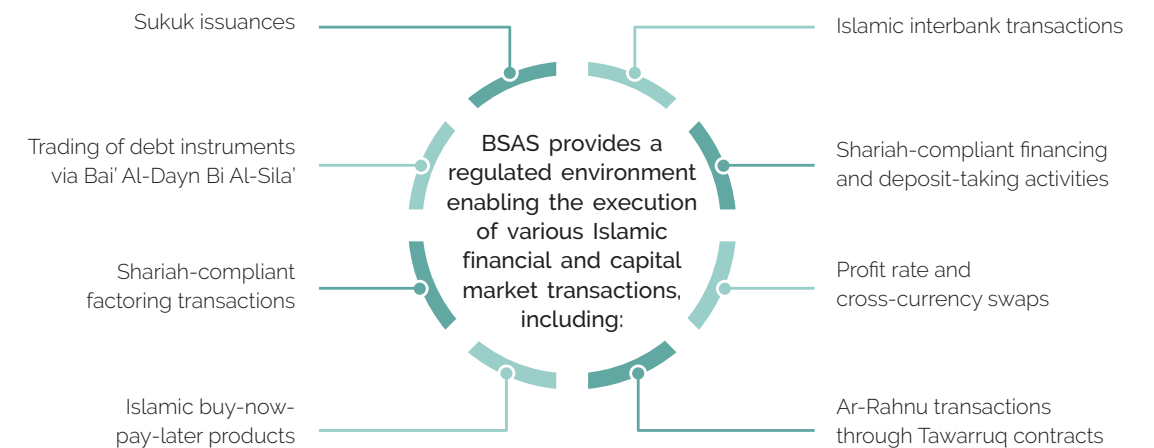 Sukuk issuances
Trading of debt instruments
via Bai’ Al-Dayn Bi Al-Sila’
Shariah-compliant
factoring transactions
Islamic buy-now-
pay-later products
BSAS provides a
regulated environment
enabling the execution
of various Islamic
financial and capital
market transactions,
including:
Islamic interbank transactions
Shariah-compliant financing
and deposit-taking activities
Profit rate and
cross-currency swaps
Ar-Rahnu transactions
through Tawarruq contracts